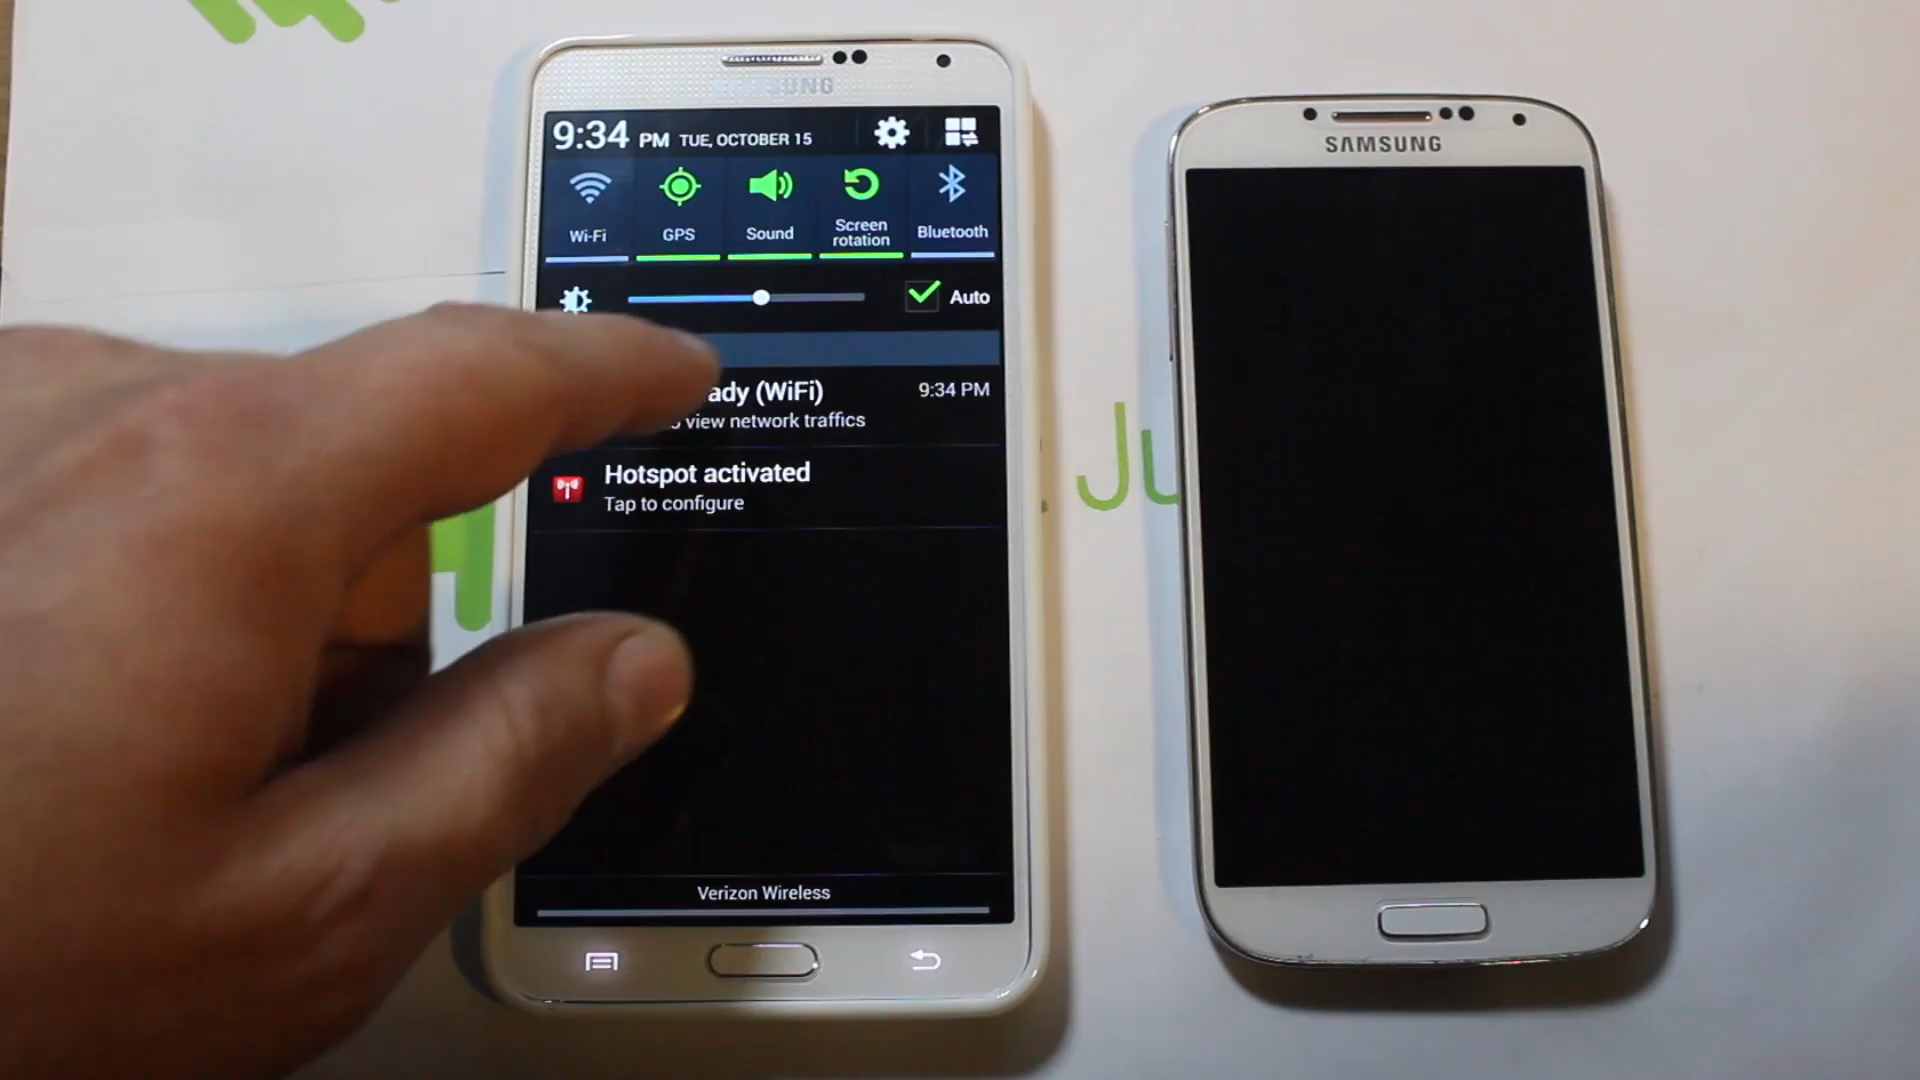 SAMSUNG
9:34 PM TUE, OCTOBER 15
Wi-Fi GPS Sound Screen rotation Bluetooth
Auto
(WiFi) 9:34 PM
view network traffics
Hotspot activated
Tap to configure
Verizon Wireless
SAMSUNG